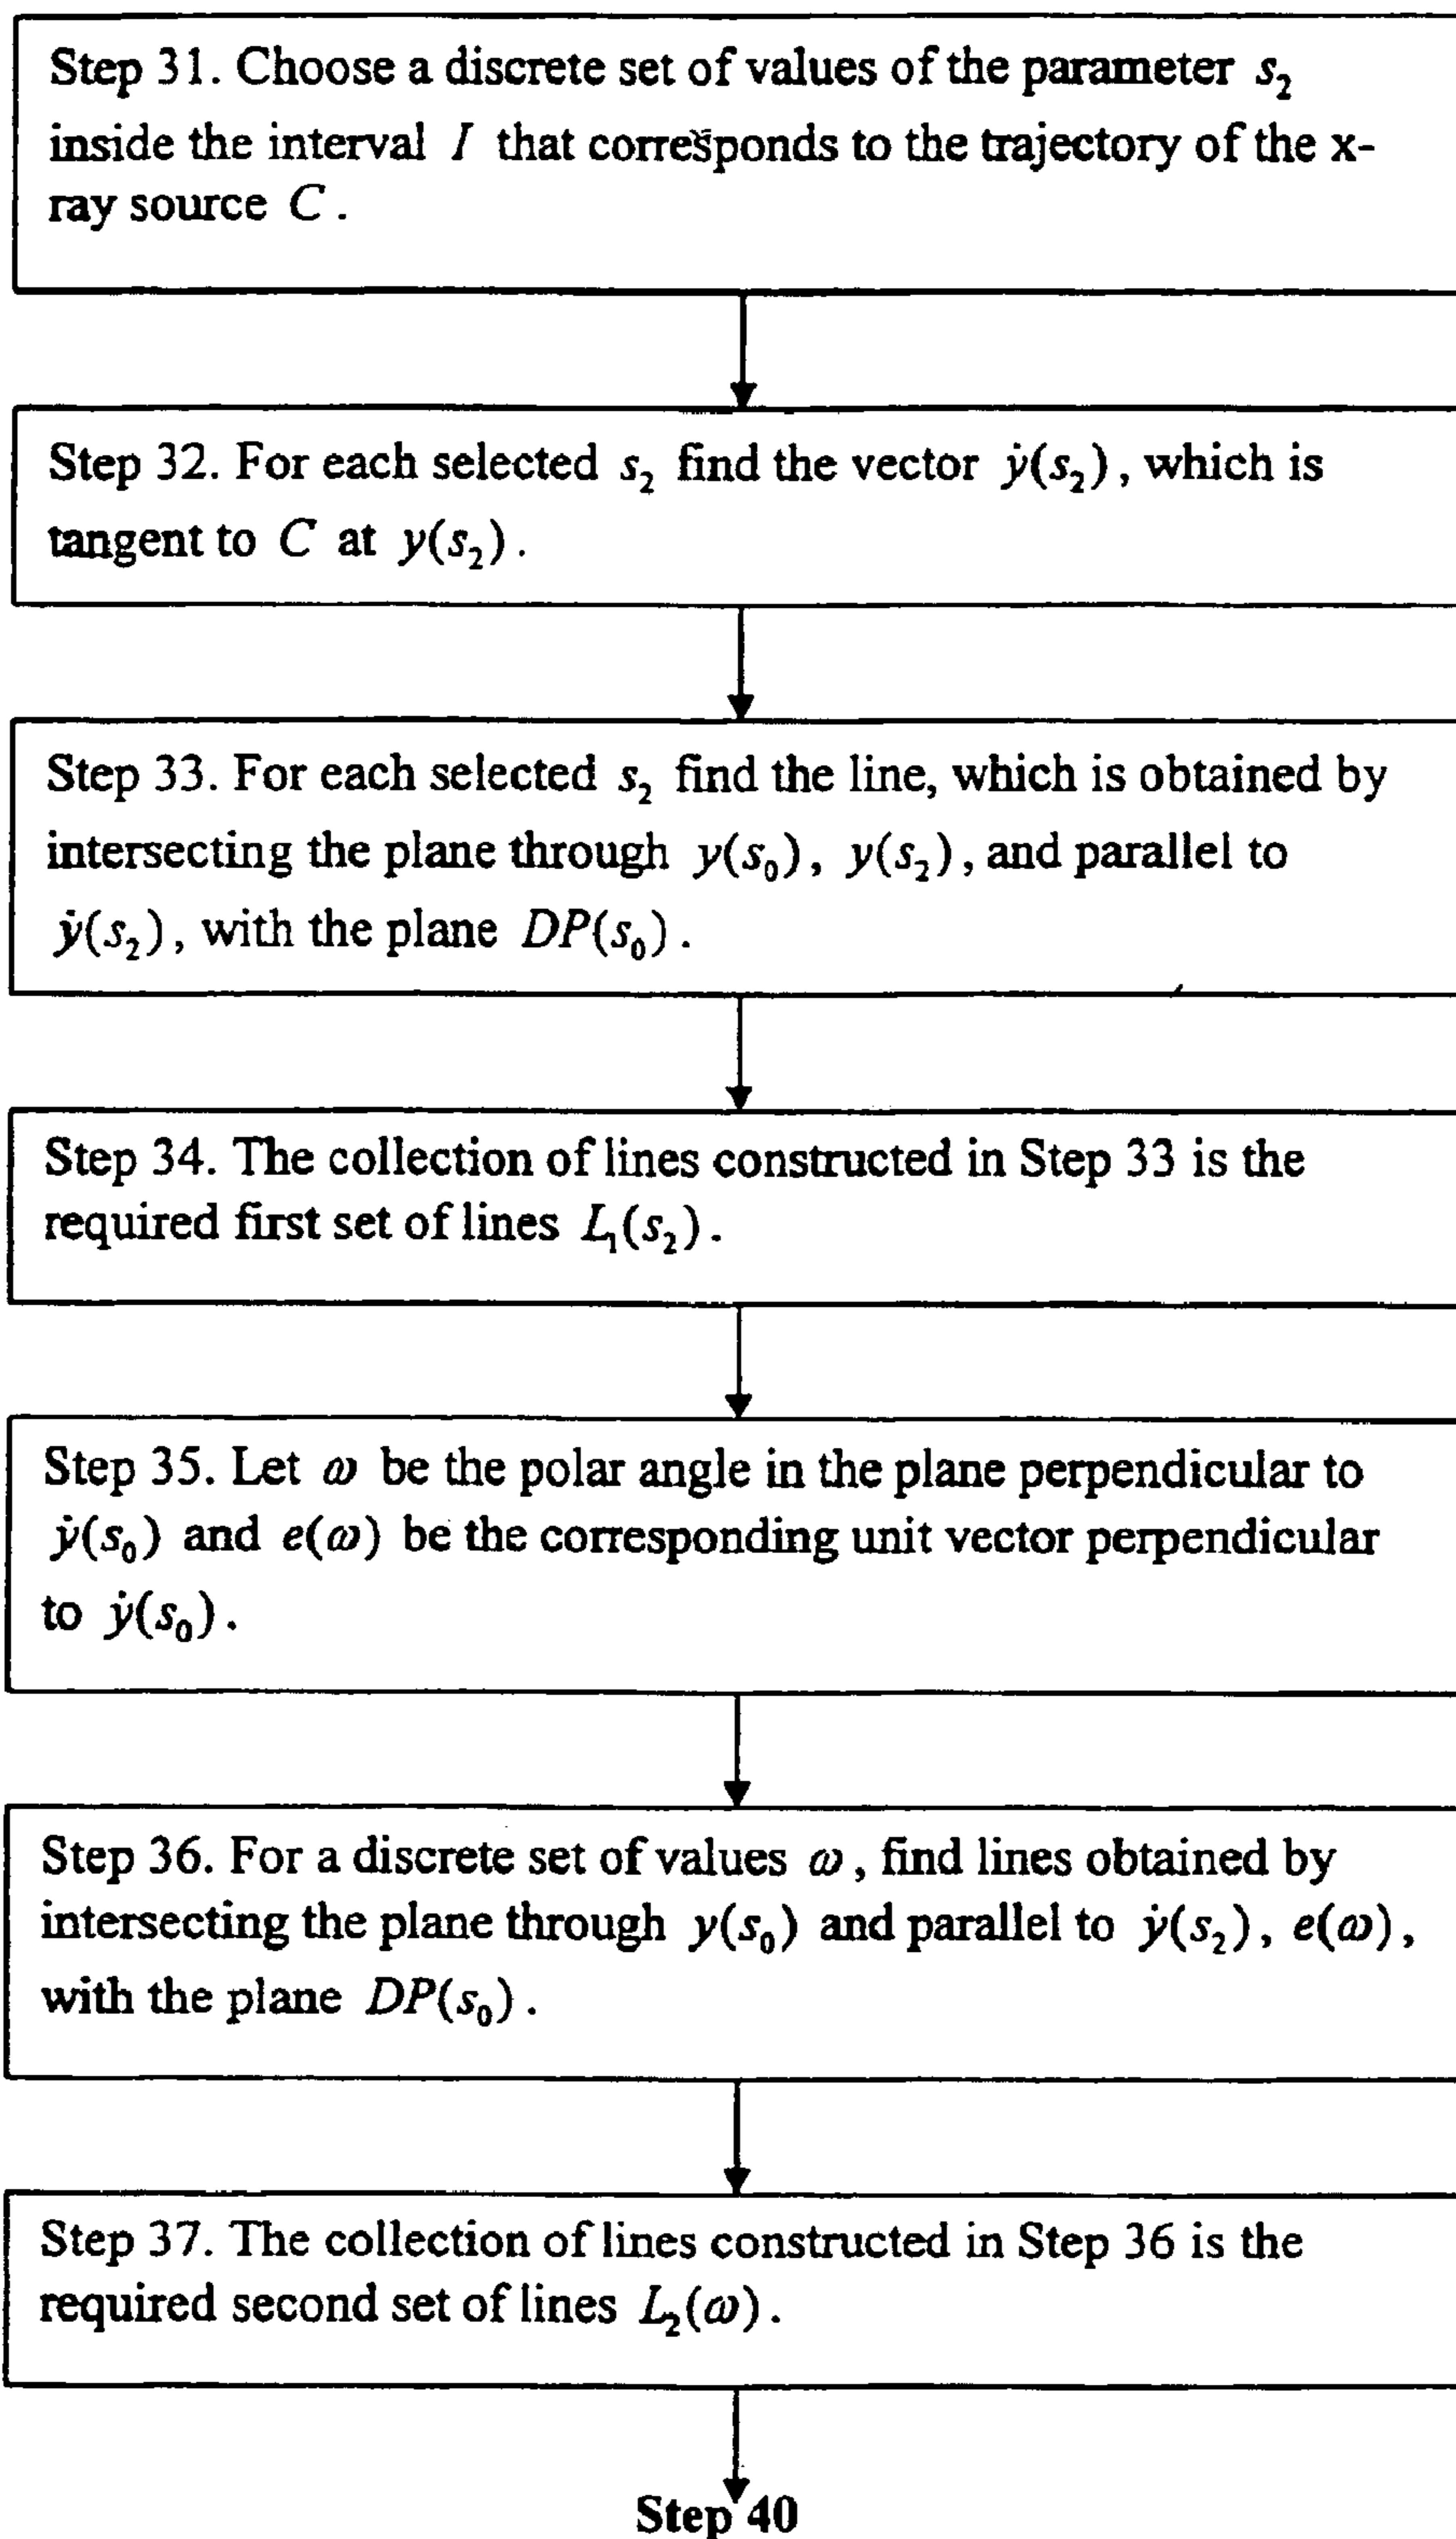 Step 31. Choose a discrete set of values of the parameter s₂
inside the interval I that corresponds to the trajectory of the x-
ray source C.
Step 32. For each selected s₂ find the vector ẏ(s₂), which is
tangent to C at y(s₂).
Step 33. For each selected s₂ find the line, which is obtained by
intersecting the plane through y(s₀), y(s₂), and parallel to
ẏ(s₂), with the plane DP(s₀).
Step 34. The collection of lines constructed in Step 33 is the
required first set of lines L₁(s₂).
Step 35. Let ω be the polar angle in the plane perpendicular to
ẏ(s₀) and e(ω) be the corresponding unit vector perpendicular
to ẏ(s₀).
Step 36. For a discrete set of values ω, find lines obtained by
intersecting the plane through y(s₀) and parallel to ẏ(s₂), e(ω),
with the plane DP(s₀).
Step 37. The collection of lines constructed in Step 36 is the
required second set of lines L₂(ω).
Step 40